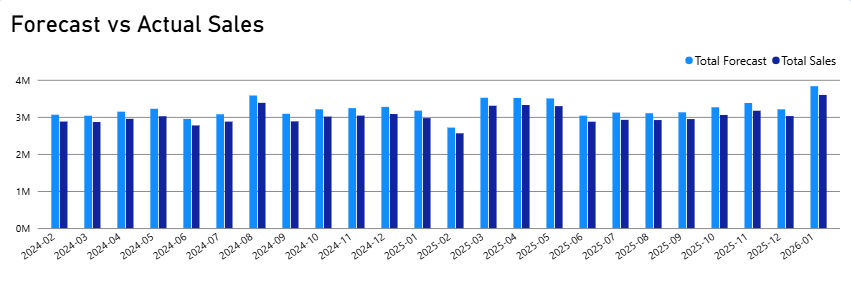 Forecast vs Actual Sales
Total Forecast Total Sales
4M
3M
2M
1M
0M
2024-02 2024-03 2024-04 2024-05 2024-06 2024-07 2024-08 2024-09 2024-10 2024-11 2024-12 2025-01 2025-02 2025-03 2025-04 2025-05 2025-06 2025-07 2025-08 2025-09 2025-10 2025-11 2025-12 2026-01